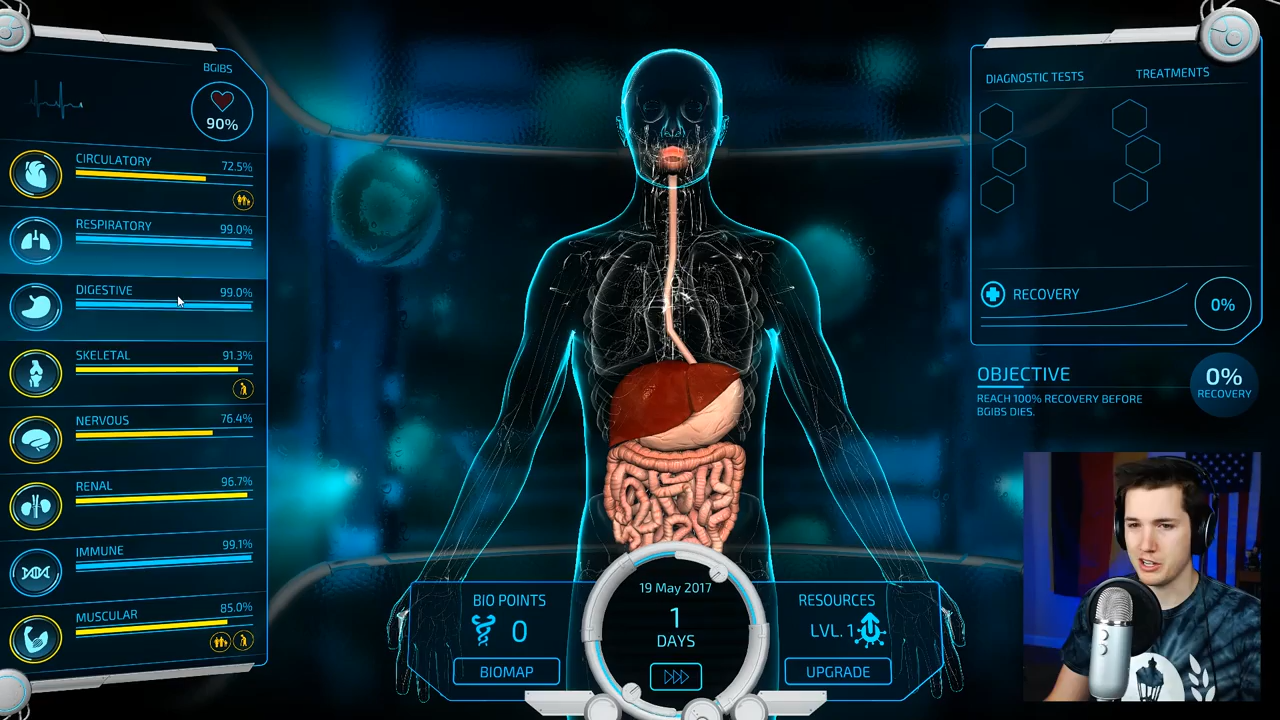 BGIBS
90%
CIRCULATORY
72.5%
RESPIRATORY
99.0%
DIGESTIVE
99.0%
SKELETAL
91.3%
NERVOUS
76.4%
RENAL
96.7%
IMMUNE
99.1%
MUSCULAR
85.0%
DIAGNOSTIC TESTS
TREATMENTS
RECOVERY
0%
OBJECTIVE
REACH 100% RECOVERY BEFORE
BGIBS DIES.
0%
RECOVERY
BIO POINTS
0
BIOMAP
19 May 2017
1
DAYS
RESOURCES
LVL. 1
UPGRADE